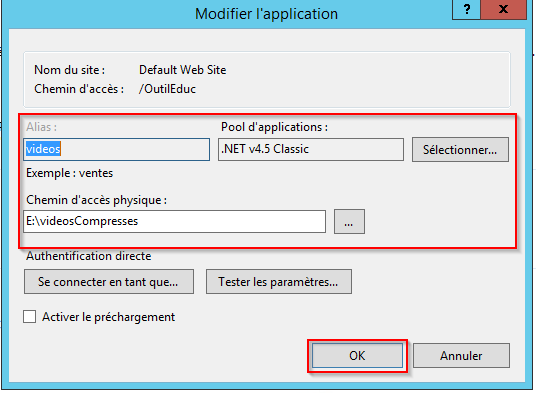 Modifier l'application
?
x
Nom du site : Default Web Site
Chemin d'accès : /OutilEduc
Alias : Pool d'applications :
videos .NET v4.5 Classic Sélectionner...
Exemple : ventes
Chemin d'accès physique :
E:\videosCompresses ...
Authentification directe
Se connecter en tant que... Tester les paramètres...
Activer le préchargement
OK Annuler